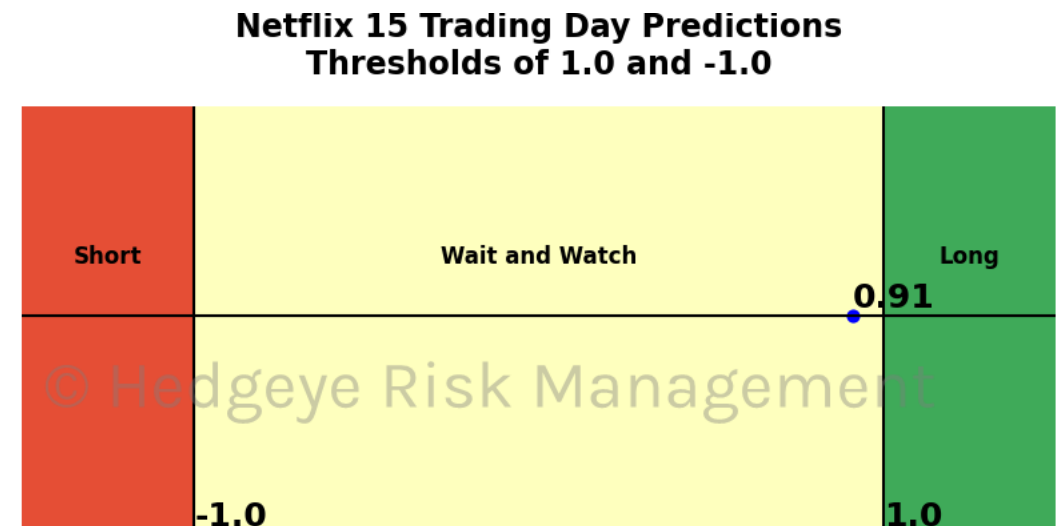 Netflix 15 Trading Day Predictions
Thresholds of 1.0 and -1.0
Short
Wait and Watch
Long
0.91
© Hedgeye Risk Management
-1.0
1.0